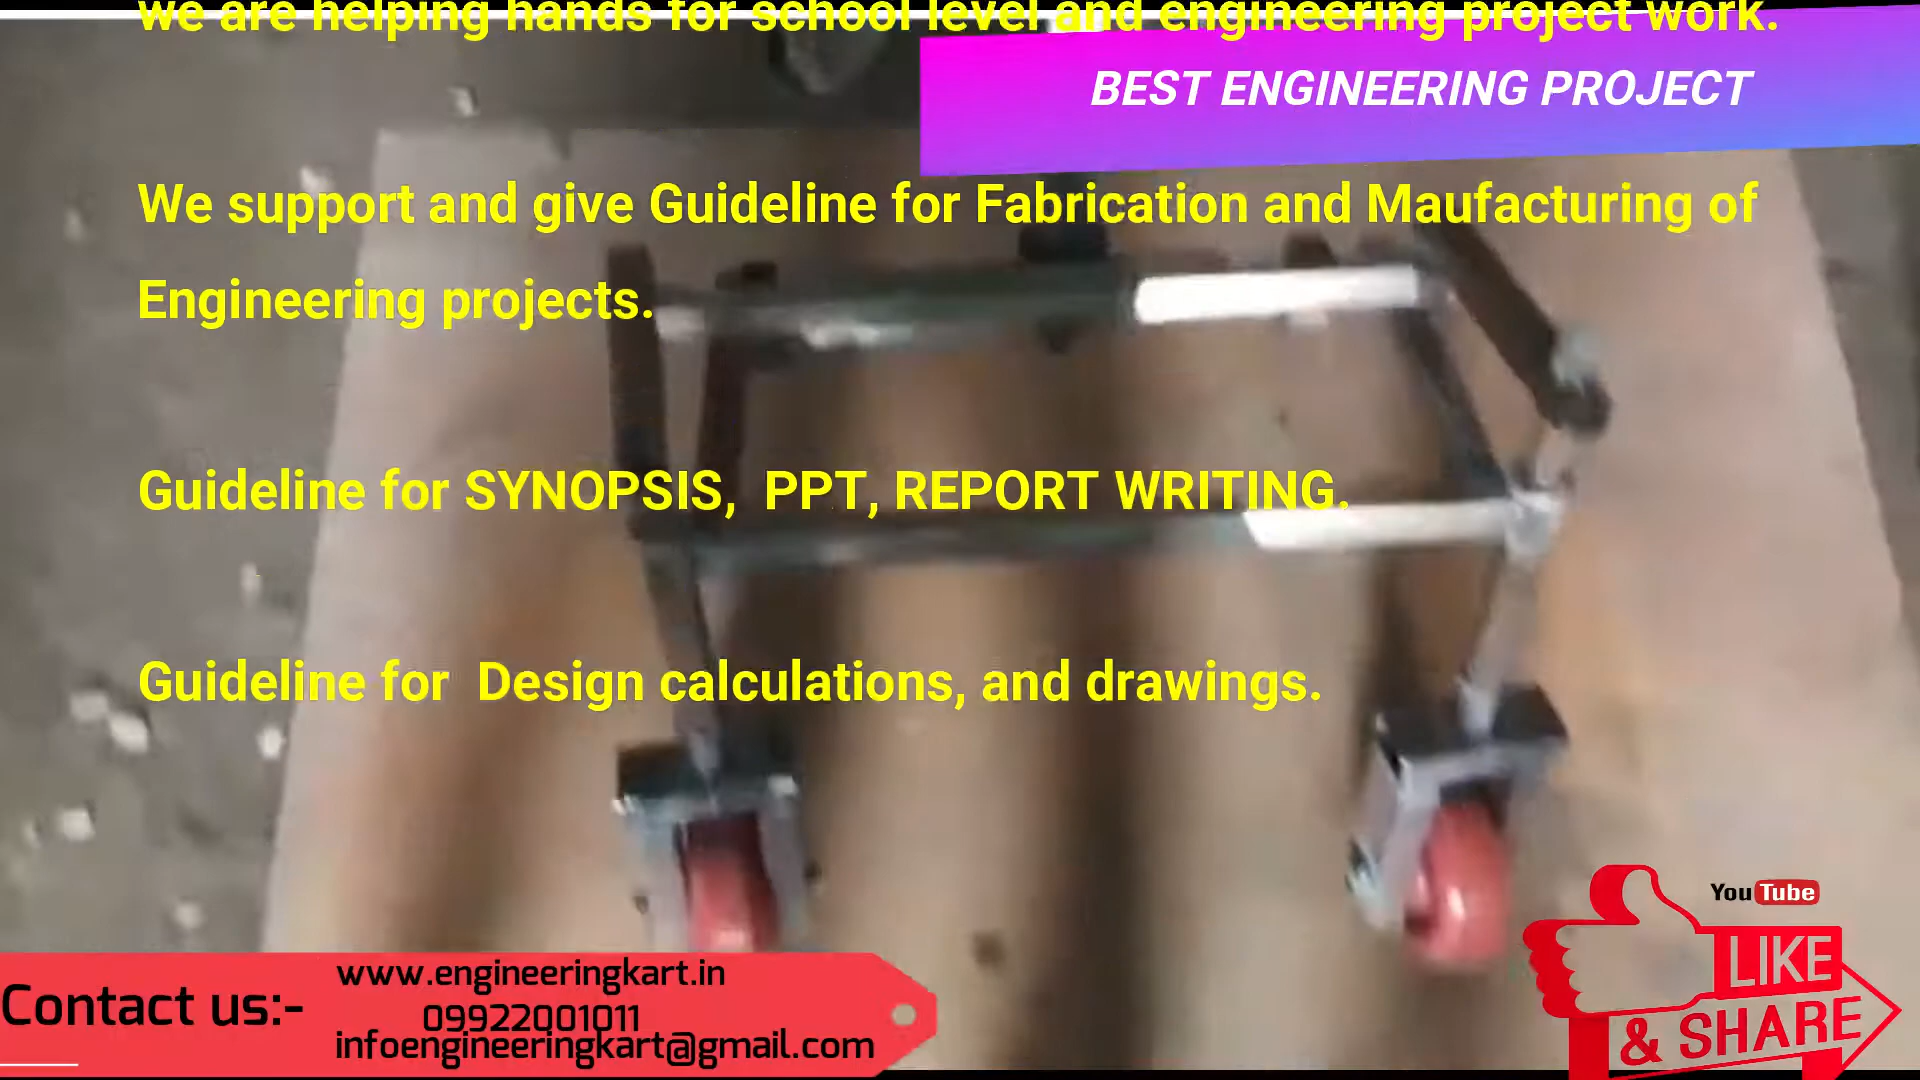 we are helping hands for school level and engineering project work.
BEST ENGINEERING PROJECT
We support and give Guideline for Fabrication and Maufacturing of
Engineering projects.
Guideline for SYNOPSIS, PPT, REPORT WRITING.
Guideline for Design calculations, and drawings.
YouTube
LIKE
& SHARE
Contact us:-
www.engineeringkart.in
09922001011
infoengineeringkart@gmail.com